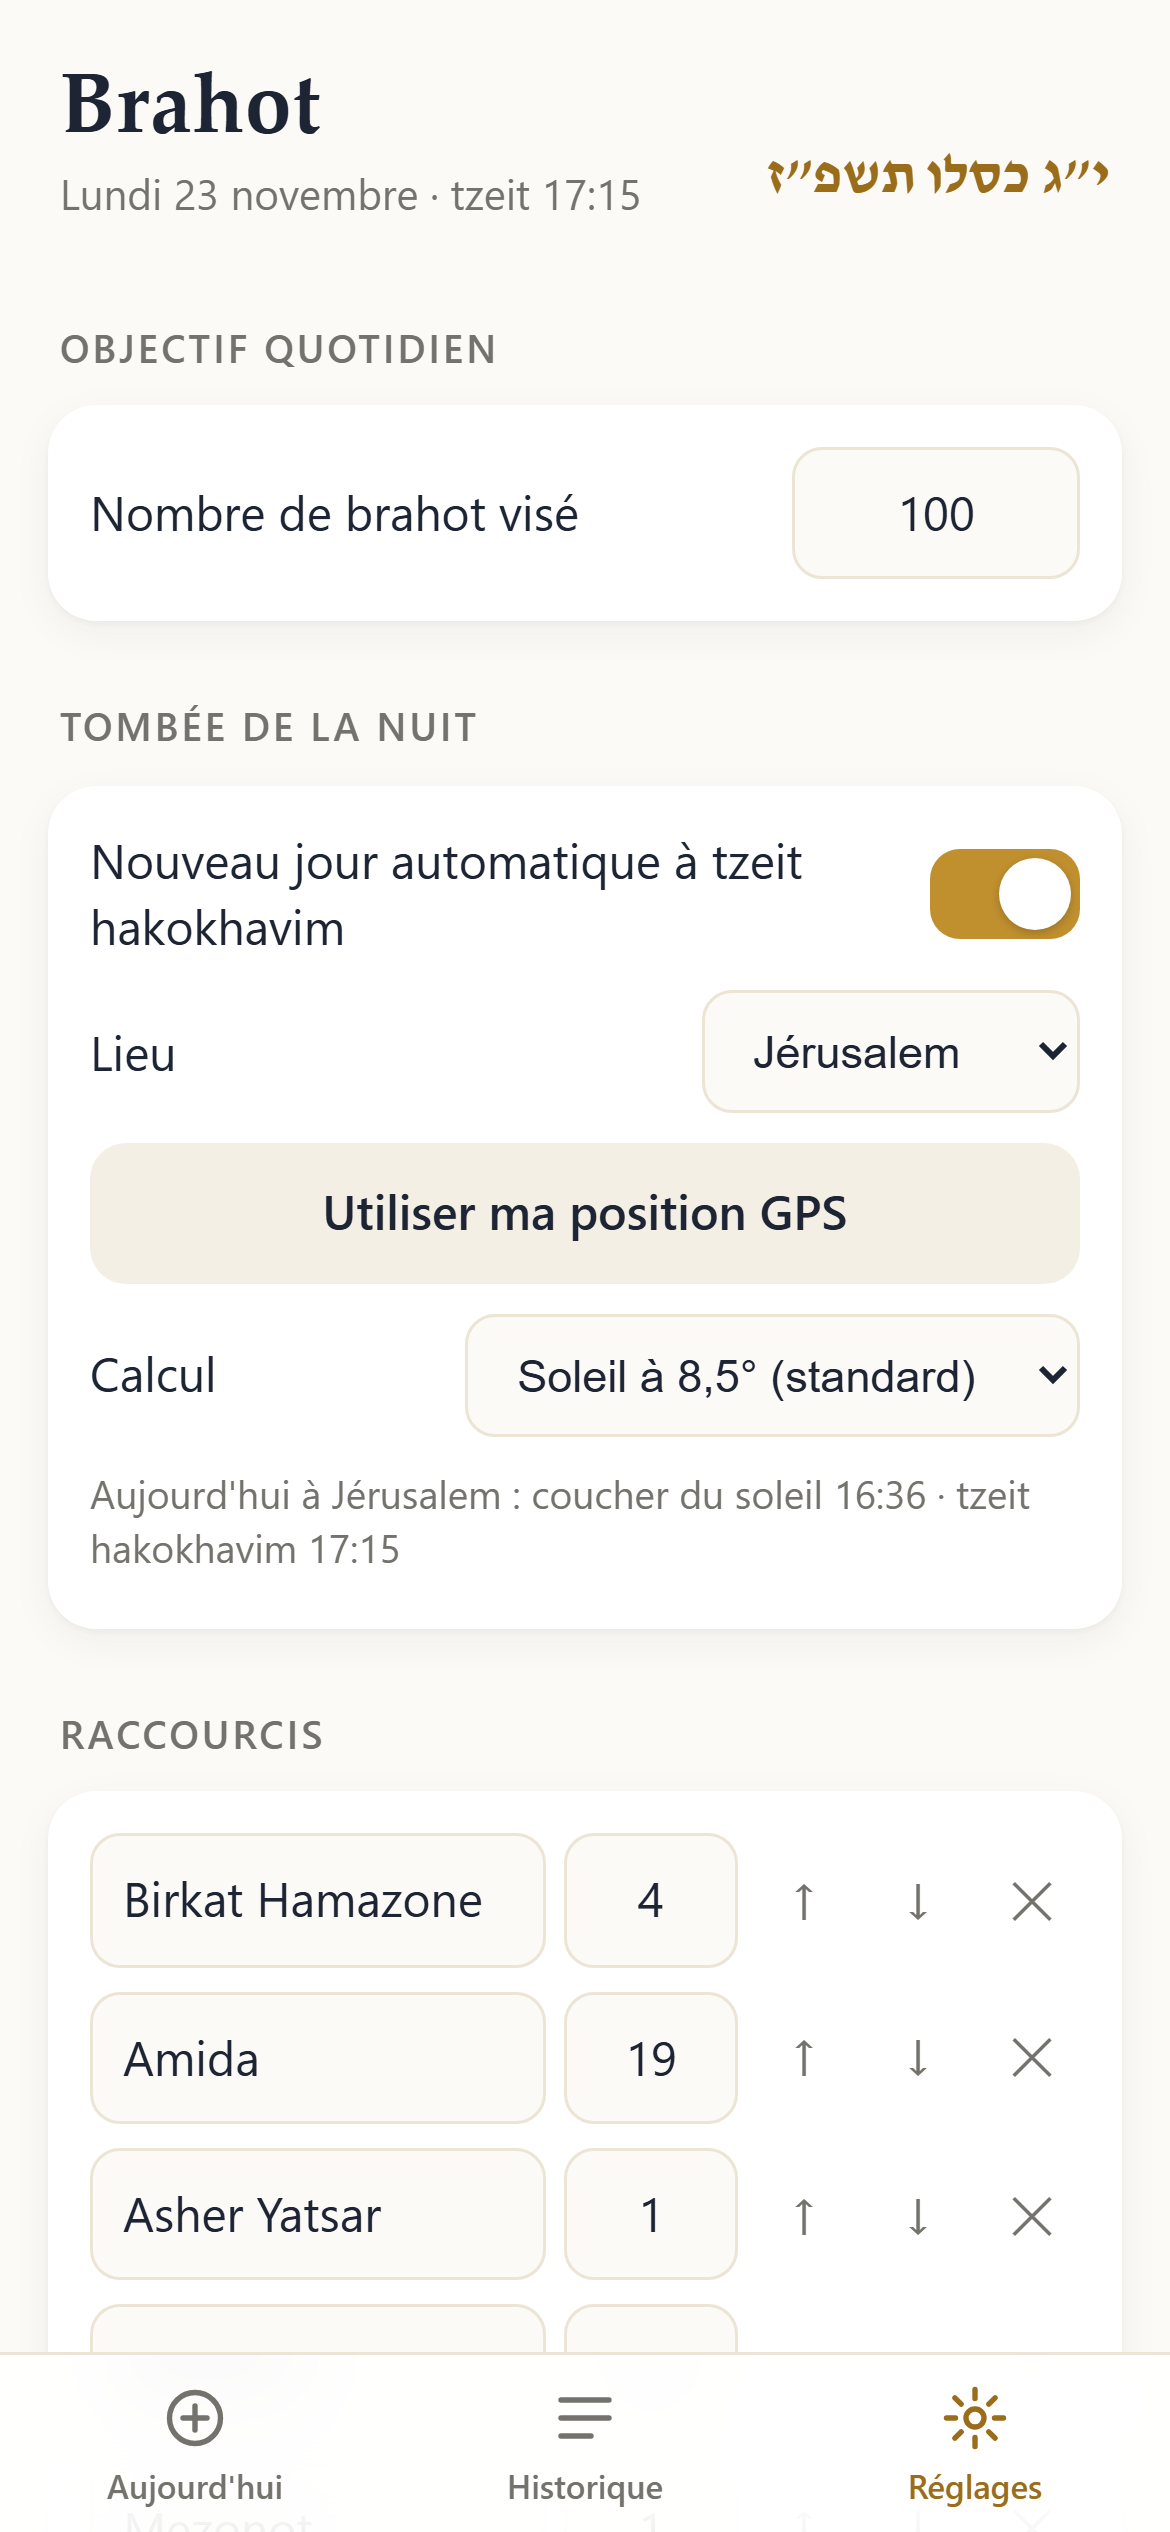 Brahot
Lundi 23 novembre · tzeit 17:15
י״ג כסלו תשפ״ז
OBJECTIF QUOTIDIEN
Nombre de brahot visé
100
TOMBÉE DE LA NUIT
Nouveau jour automatique à tzeit
hakokhavim
Lieu
Jérusalem
Utiliser ma position GPS
Calcul
Soleil à 8,5° (standard)
Aujourd'hui à Jérusalem : coucher du soleil 16:36 · tzeit
hakokhavim 17:15
RACCOURCIS
Birkat Hamazone 4 ↑ ↓ ×
Amida 19 ↑ ↓ ×
Asher Yatsar 1 ↑ ↓ ×
Aujourd'hui
Historique
Réglages
Mezonot 1